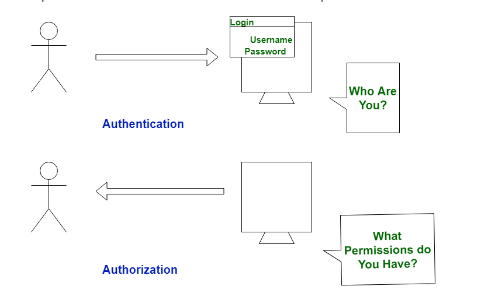 Login
Username
Password
Who Are
You?
Authentication
What
Permissions do
You Have?
Authorization